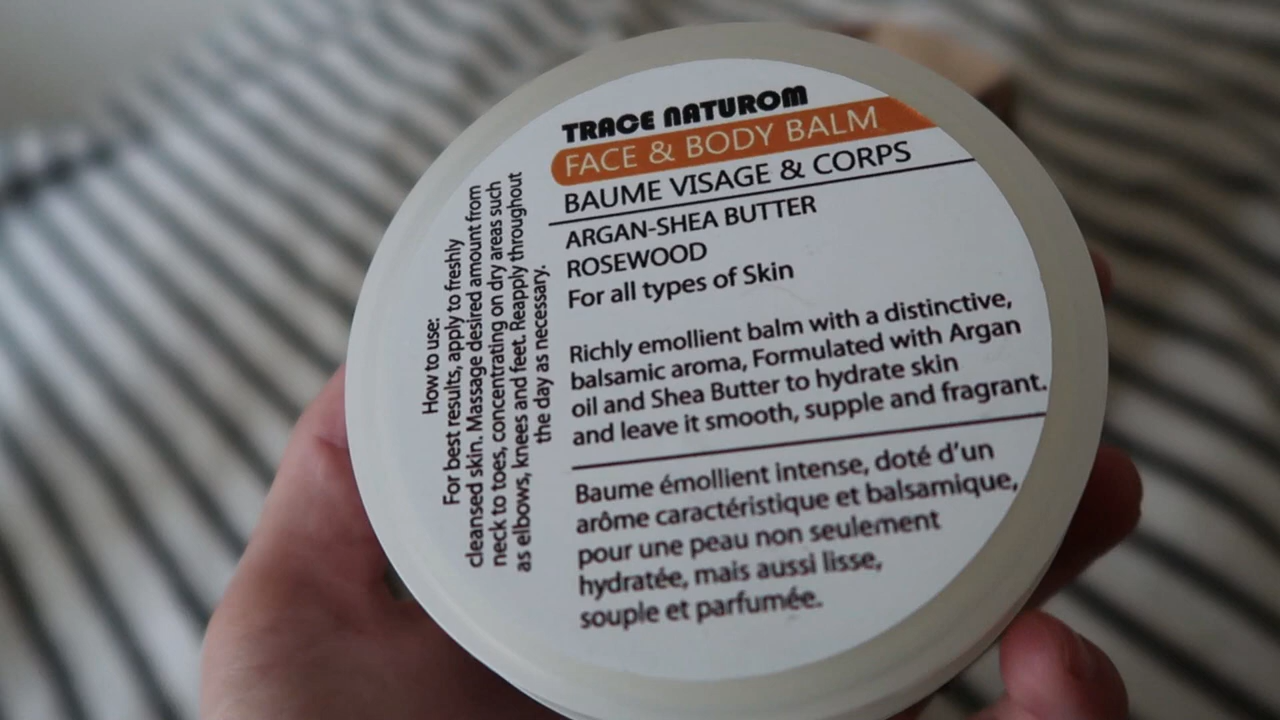 TRACE NATUROM
FACE & BODY BALM
BAUME VISAGE & CORPS
ARGAN-SHEA BUTTER
ROSEWOOD
For all types of Skin
Richly emollient balm with a distinctive,
balsamic aroma, Formulated with Argan
oil and Shea Butter to hydrate skin
and leave it smooth, supple and fragrant.
Baume émollient intense, doté d'un
arôme caractéristique et balsamique,
pour une peau non seulement
hydratée, mais aussi lisse,
souple et parfumée.
How to use:
For best results, apply to freshly
cleansed skin. Massage desired amount from
neck to toes, concentrating on dry areas such
as elbows, knees and feet. Reapply throughout
the day as necessary.